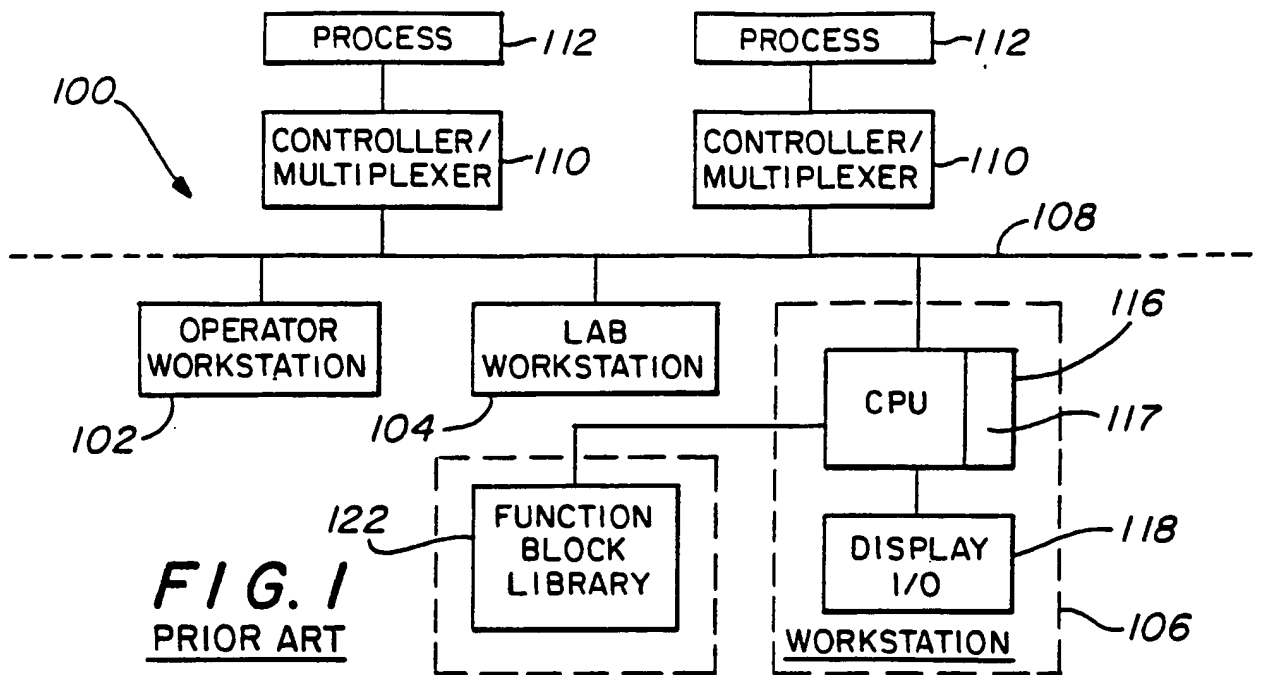 PROCESS
112
PROCESS
112
100
CONTROLLER/
MULTIPLEXER
110
CONTROLLER/
MULTIPLEXER
110
108
OPERATOR
WORKSTATION
102
LAB
WORKSTATION
104
CPU
116
117
FUNCTION
BLOCK
LIBRARY
122
DISPLAY
I/O
118
WORKSTATION
106
FIG. 1
PRIOR ART